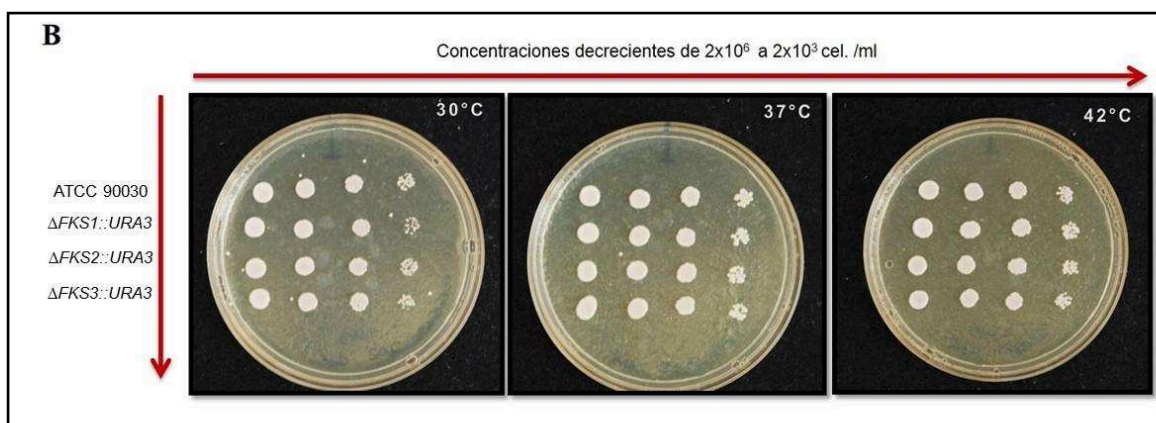 B
Concentraciones decrecientes de 2x10⁶ a 2x10³ cel. /ml
30°C
37°C
42°C
ATCC 90030
ΔFKS1::URA3
ΔFKS2::URA3
ΔFKS3::URA3